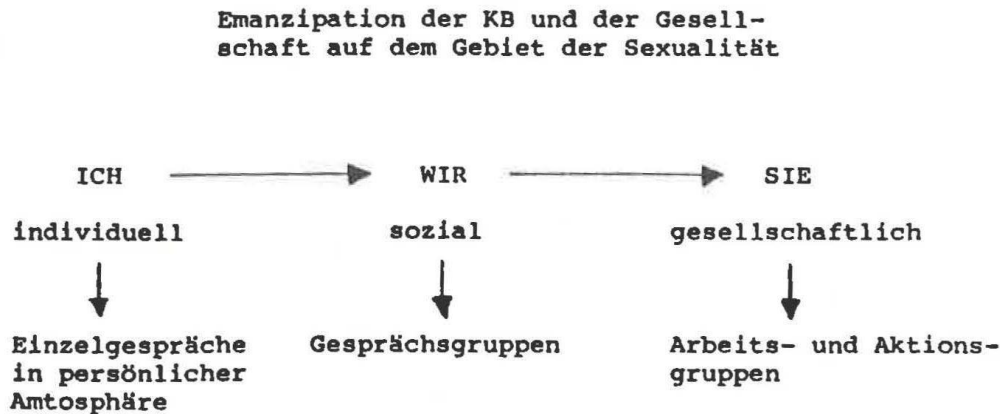 Emanzipation der KB und der Gesell-
schaft auf dem Gebiet der Sexualität
ICH WIR SIE
individuell sozial gesellschaftlich
Einzelgespräche Gesprächsgruppen Arbeits- und Aktions-
in persönlicher gruppen
Amtosphäre